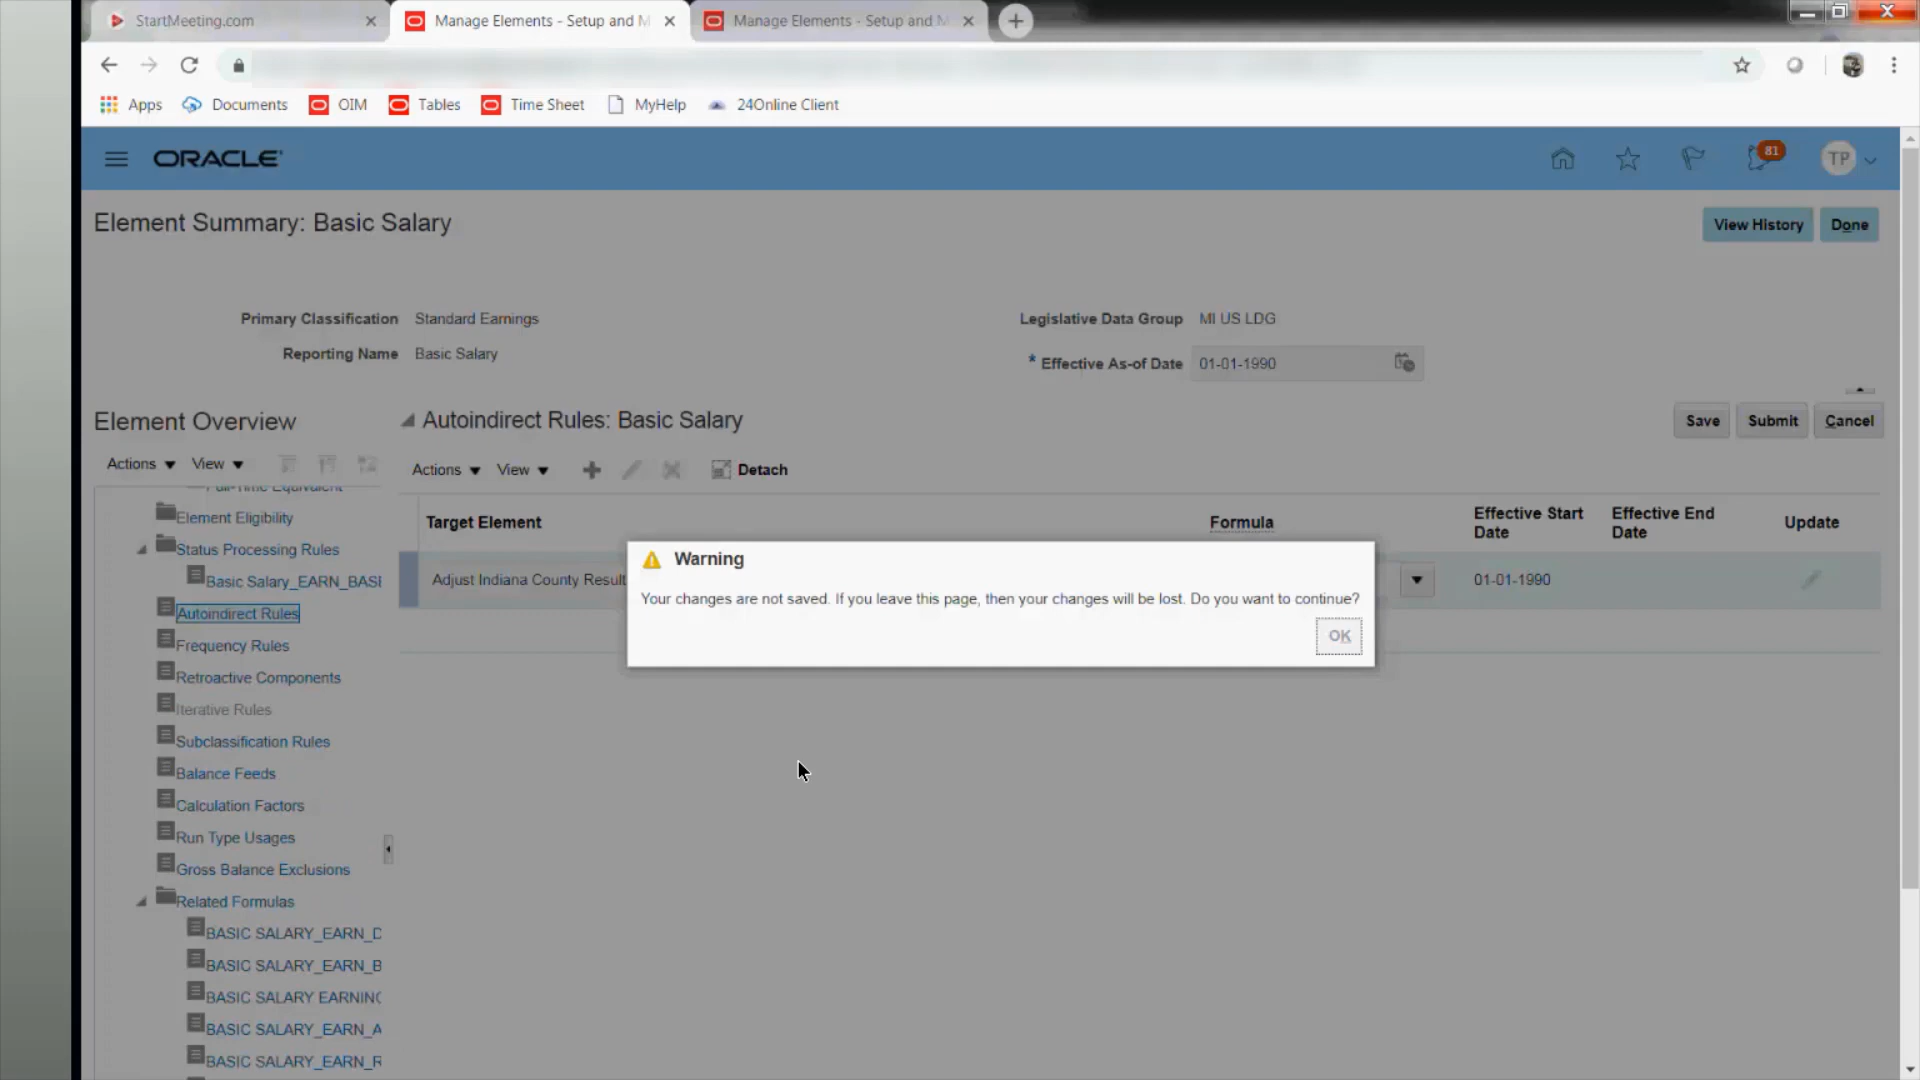 StartMeeting.com
Manage Elements - Setup and M
Manage Elements - Setup and M
Apps
Documents
OIM
Tables
Time Sheet
MyHelp
24Online Client
ORACLE
81
TP
Element Summary: Basic Salary
View History
Done
Primary Classification Standard Earnings
Legislative Data Group MI US LDG
Reporting Name Basic Salary
* Effective As-of Date 01-01-1990
Element Overview
Autoindirect Rules: Basic Salary
Save
Submit
Cancel
Actions
View
Actions
View
Detach
Full-Time Equivalent
Element Eligibility
Status Processing Rules
Basic Salary_EARN_BASE
Autoindirect Rules
Frequency Rules
Retroactive Components
Iterative Rules
Subclassification Rules
Balance Feeds
Calculation Factors
Run Type Usages
Gross Balance Exclusions
Related Formulas
BASIC SALARY_EARN_D
BASIC SALARY_EARN_B
BASIC SALARY EARNING
BASIC SALARY_EARN_A
BASIC SALARY_EARN_R
Target Element
Formula
Effective Start
Date
Effective End
Date
Update
Adjust Indiana County Result
01-01-1990
Warning
Your changes are not saved. If you leave this page, then your changes will be lost. Do you want to continue?
OK